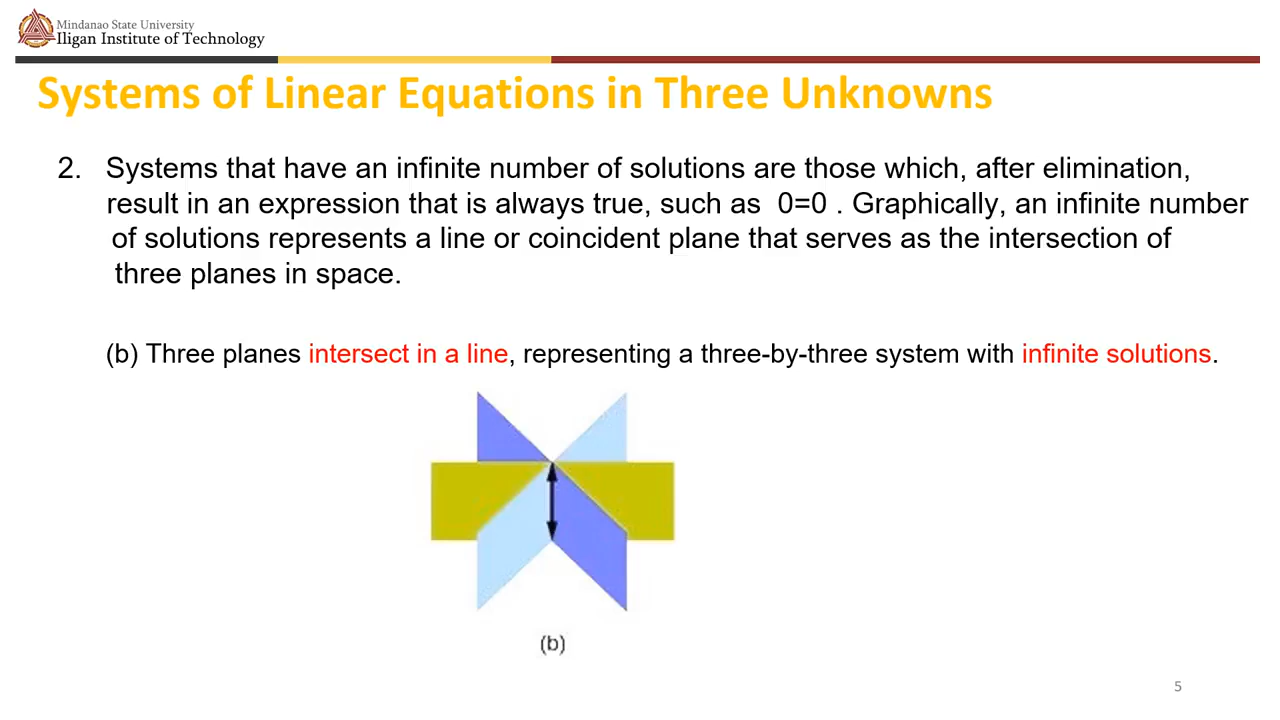 Mindanao State University
Iligan Institute of Technology
Systems of Linear Equations in Three Unknowns
2. Systems that have an infinite number of solutions are those which, after elimination,
result in an expression that is always true, such as 0=0 . Graphically, an infinite number
of solutions represents a line or coincident plane that serves as the intersection of
three planes in space.
(b) Three planes intersect in a line, representing a three-by-three system with infinite solutions.
(b)
5